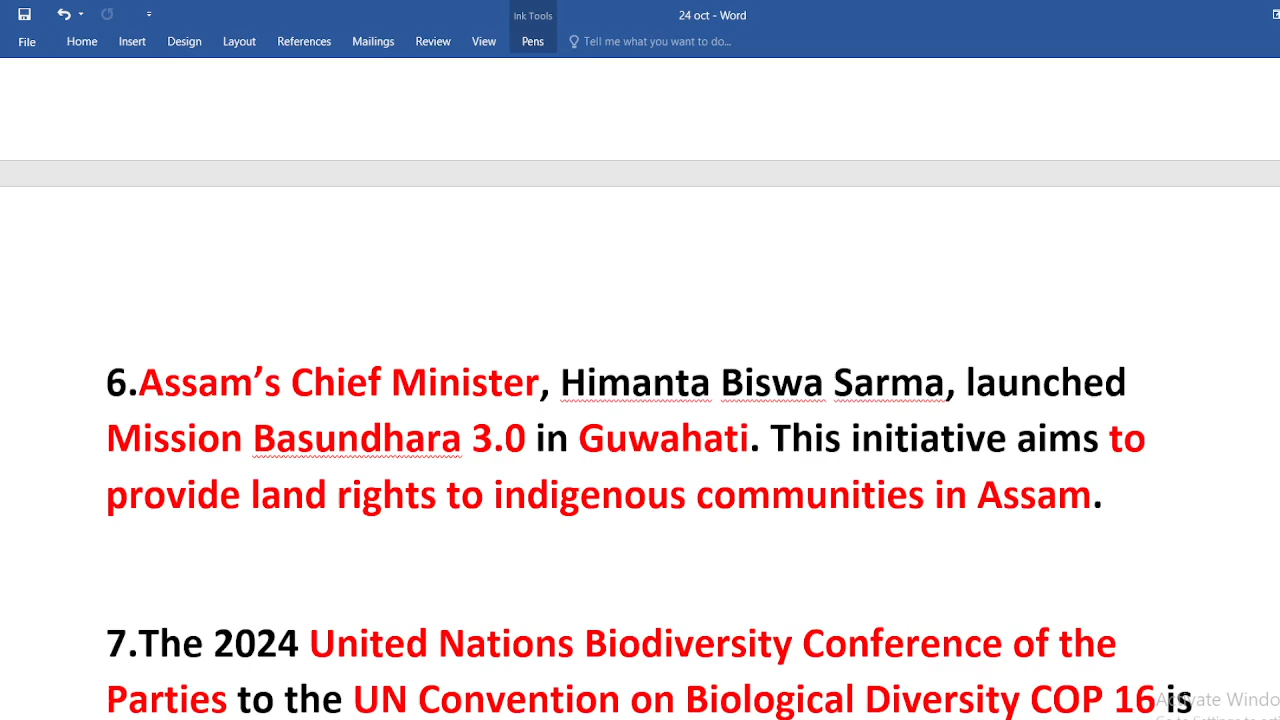 Ink Tools
24 oct - Word
File Home Insert Design Layout References Mailings Review View Pens Tell me what you want to do...
6.Assam’s Chief Minister, Himanta Biswa Sarma, launched
Mission Basundhara 3.0 in Guwahati. This initiative aims to
provide land rights to indigenous communities in Assam.
7.The 2024 United Nations Biodiversity Conference of the
Parties to the UN Convention on Biological Diversity COP 16 is
Activate Windo